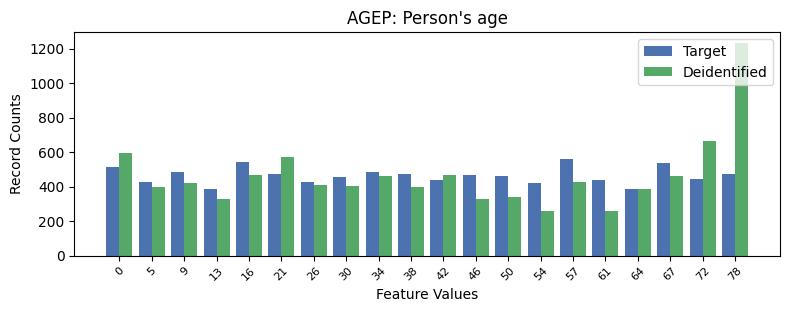 AGEP: Person's age
Target
Deidentified
Record Counts
1200
1000
800
600
400
200
0
0 5 9 13 16 21 26 30 34 38 42 46 50 54 57 61 64 67 72 78
Feature Values